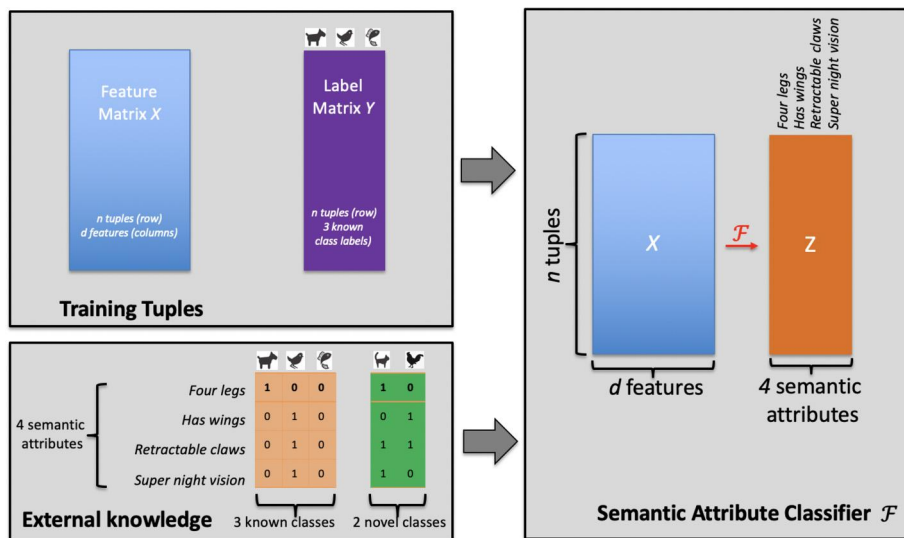 Feature
Matrix X
n tuples (row)
d features (columns)
Label
Matrix Y
n tuples (row)
3 known
class labels)
Training Tuples
4 semantic
attributes
Four legs 1 0 0 1 0
Has wings 0 1 0 0 1
Retractable claws 0 1 0 1 1
Super night vision 0 1 0 1 0
3 known classes
2 novel classes
External knowledge
Four legs
Has wings
Retractable claws
Super night vision
n tuples
X
ℱ
Z
d features
4 semantic
attributes
Semantic Attribute Classifier ℱ